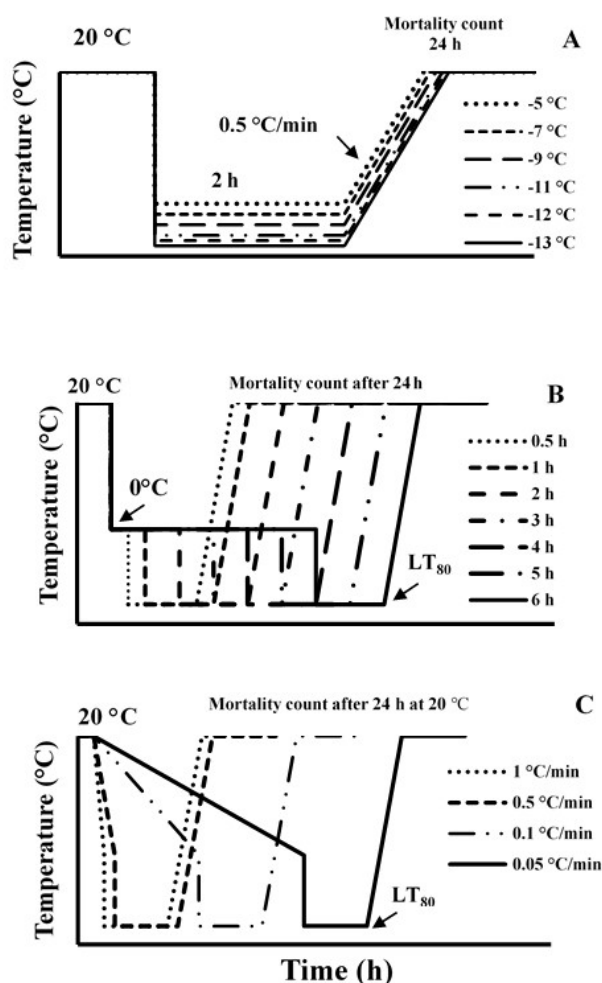 Mortality count
24 h
20 °C
A
Temperature (°C)
0.5 °C/min
2 h
-5 °C
-7 °C
-9 °C
-11 °C
-12 °C
-13 °C
20 °C
Mortality count after 24h
B
Temperature (°C)
0°C
LT80
0.5 h
1 h
2 h
3 h
4 h
5 h
6 h
Mortality count after 24 h at 20 °C
C
20 °C
Temperature (°C)
1 °C/min
0.5 °C/min
0.1 °C/min
0.05 °C/min
LT80
Time (h)